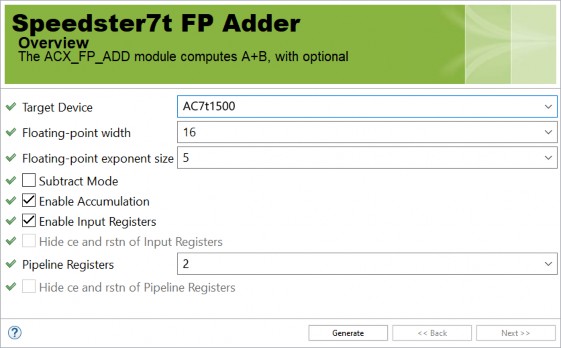 Speedster7t FP Adder
Overview
The ACX_FP_ADD module computes A+B, with optional
Target Device AC7t1500
Floating-point width 16
Floating-point exponent size 5
Subtract Mode
Enable Accumulation
Enable Input Registers
Hide ce and rstn of Input Registers
Pipeline Registers 2
Hide ce and rstn of Pipeline Registers
? Generate << Back Next >>